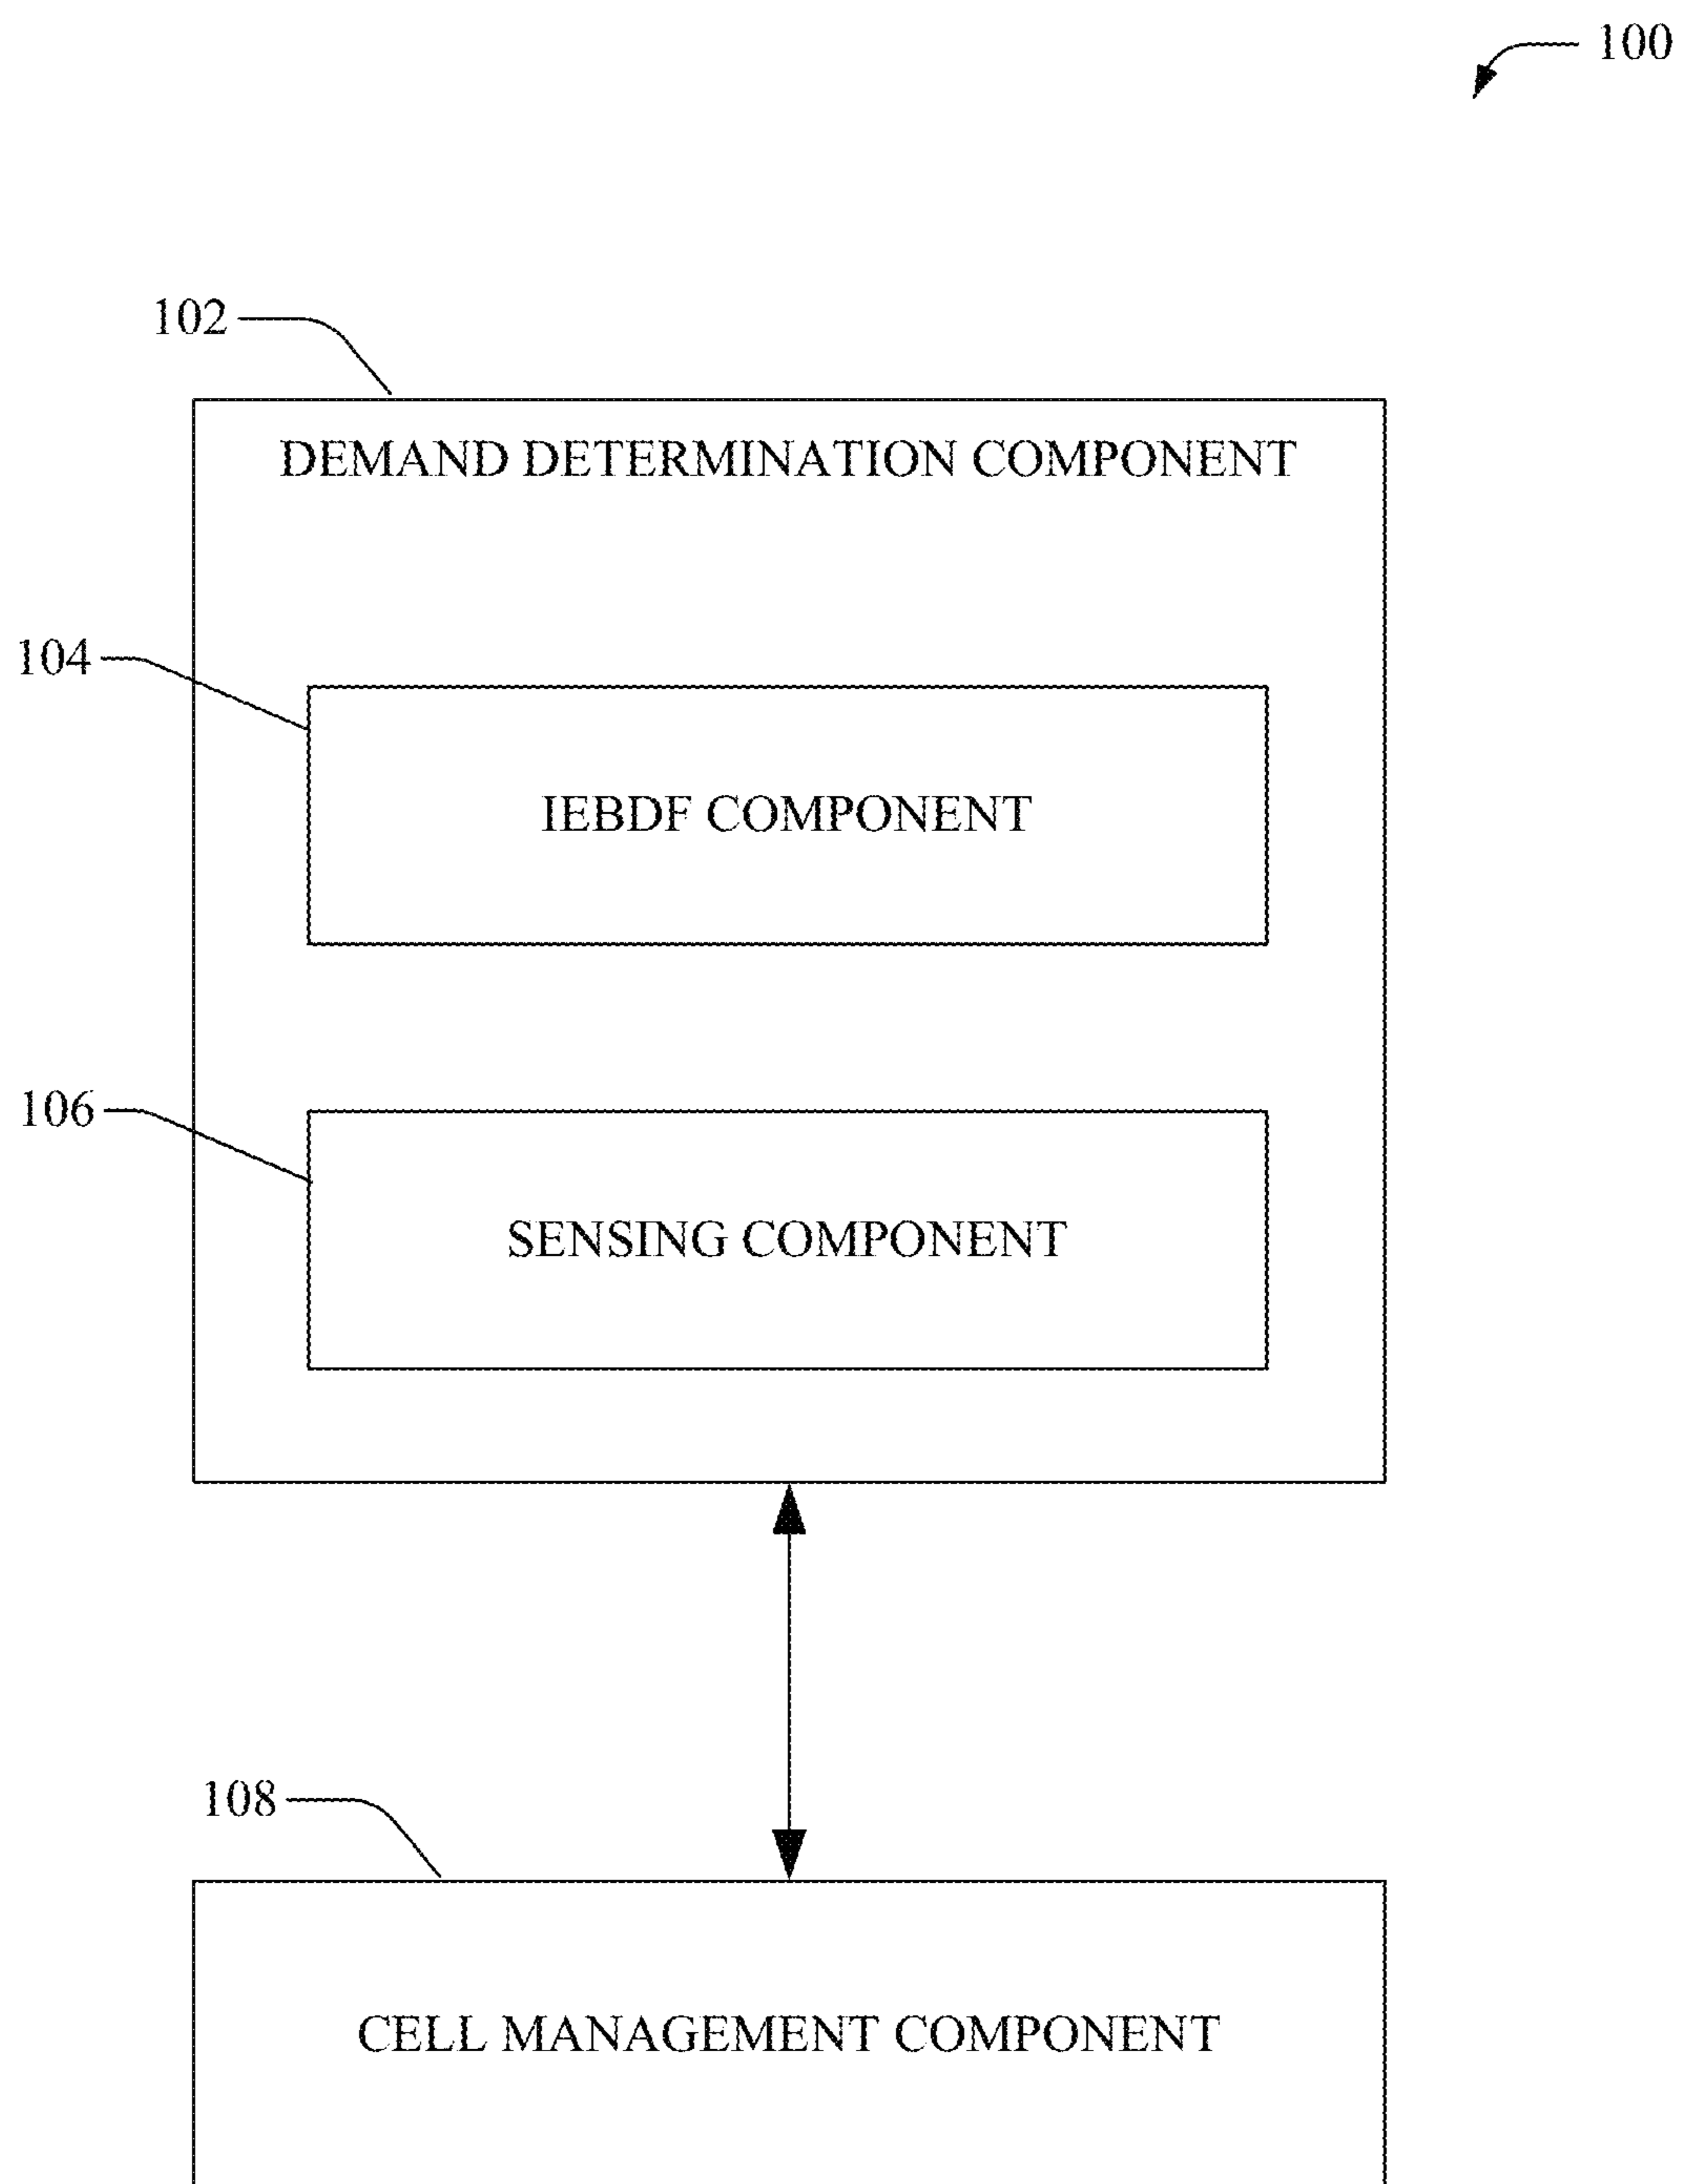 100
102
DEMAND DETERMINATION COMPONENT
104
IEBDF COMPONENT
106
SENSING COMPONENT
108
CELL MANAGEMENT COMPONENT